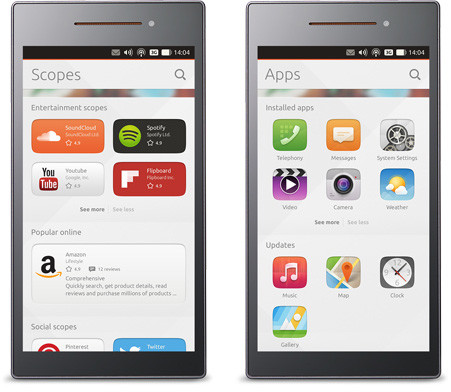 3G 14:04
Scopes
Entertainment scopes
SoundCloud
SoundCloud Ltd.
4.9
Spotify
Spotify Ltd.
4.9
You
Tube
Youtube
Google, Inc.
4.9
Flipboard
Flipboard Inc.
4.9
See more See less
Popular online
a
Amazon
Lifestyle
4.9 12 reviews
Comprehensive
Quickly search, get product details, read
reviews and purchase millions of products ...
Social scopes
Pinterest
Twitter
3G 14:04
Apps
Installed apps
Telephony Messages System Settings
Video Camera Weather
See more See less
Updates
Music Map Clock
Gallery